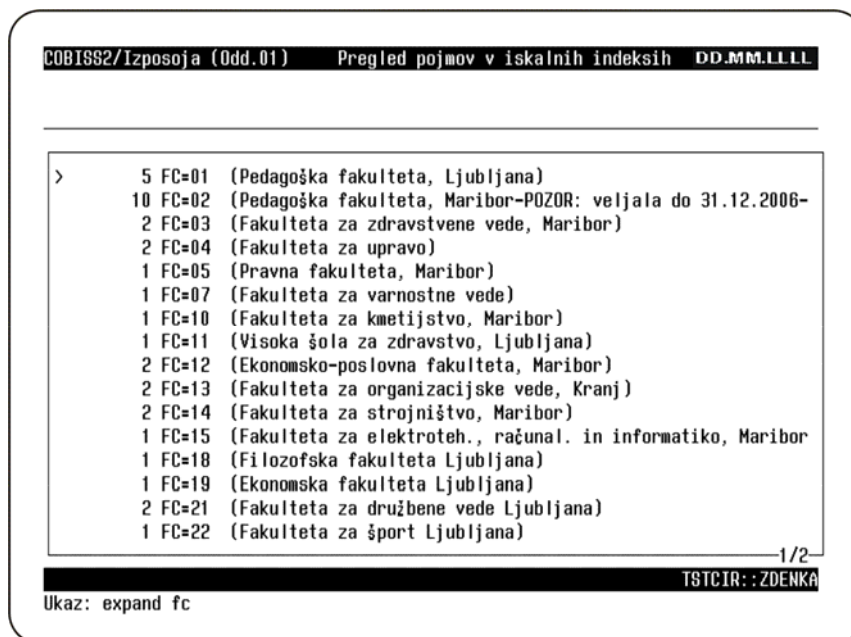 COBISS2/Izposoja (Odd.01) Pregled pojmov v iskalnih indeksih DD.MM.LLLL
> 5 FC=01 (Pedagoška fakulteta, Ljubljana)
10 FC=02 (Pedagoška fakulteta, Maribor-POZOR: veljala do 31.12.2006-
2 FC=03 (Fakulteta za zdravstvene vede, Maribor)
2 FC=04 (Fakulteta za upravo)
1 FC=05 (Pravna fakulteta, Maribor)
1 FC=07 (Fakulteta za varnostne vede)
1 FC=10 (Fakulteta za kmetijstvo, Maribor)
1 FC=11 (Visoka šola za zdravstvo, Ljubljana)
2 FC=12 (Ekonomsko-poslovna fakulteta, Maribor)
2 FC=13 (Fakulteta za organizacijske vede, Kranj)
2 FC=14 (Fakulteta za strojništvo, Maribor)
1 FC=15 (Fakulteta za elektroteh., računal. in informatiko, Maribor
1 FC=18 (Filozofska fakulteta Ljubljana)
1 FC=19 (Ekonomska fakulteta Ljubljana)
2 FC=21 (Fakulteta za družbene vede Ljubljana)
1 FC=22 (Fakulteta za šport Ljubljana)
1/2
TSTCIR::ZDENKA
Ukaz: expand fc